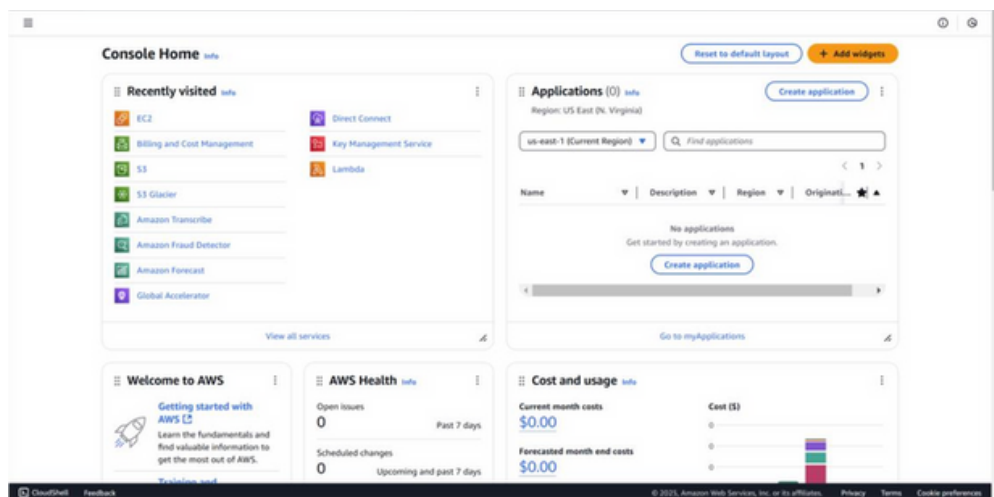 Console Home Info
Reset to default layout
+ Add widgets
Recently visited Info
EC2
Billing and Cost Management
S3
S3 Glacier
Amazon Transcribe
Amazon Fraud Detector
Amazon Forecast
Global Accelerator
Direct Connect
Key Management Service
Lambda
View all services
Applications (0) Info
Create application
Region: US East (N. Virginia)
us-east-1 (Current Region)
Find applications
1
Name Description Region Originati...
No applications
Get started by creating an application.
Create application
Go to myApplications
Welcome to AWS
Getting started with
AWS
Learn the fundamentals and
find valuable information to
get the most out of AWS.
Training and
AWS Health Info
Open issues
0 Past 7 days
Scheduled changes
0 Upcoming and past 7 days
Cost and usage Info
Current month costs
$0.00
Forecasted month end costs
$0.00
Cost ($)
0
0
0
CloudShell Feedback
© 2025, Amazon Web Services, Inc. or its affiliates. Privacy Terms Cookie preferences